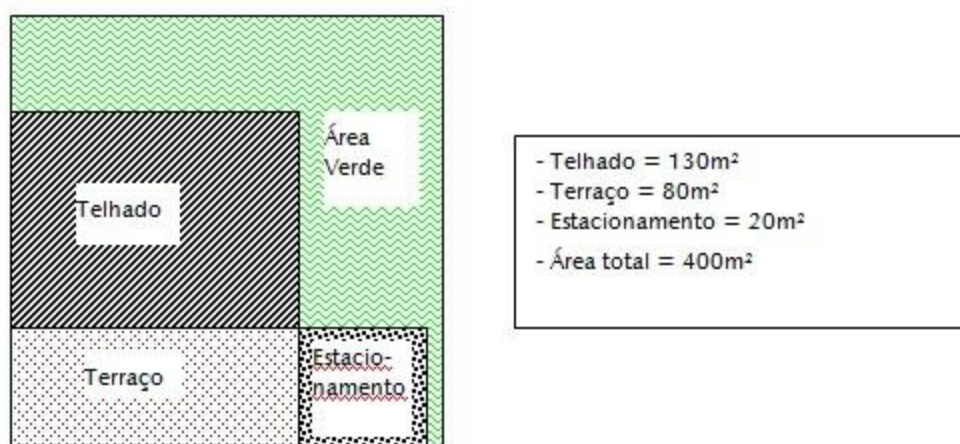 Área
Verde
Telhado
Terraço
Estacio-
namento
- Telhado = 130m²
- Terraço = 80m²
- Estacionamento = 20m²
- Área total = 400m²